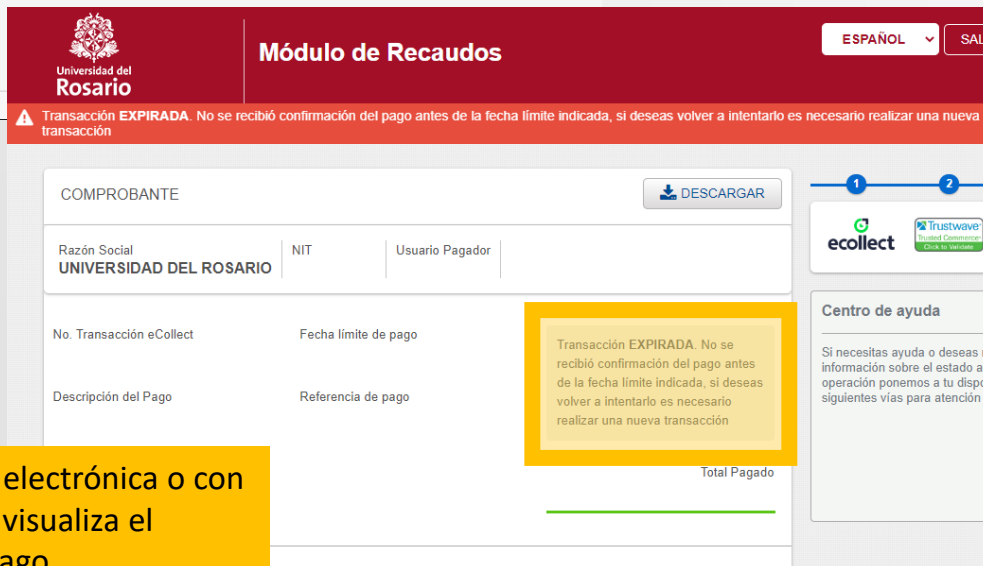 Universidad del
Rosario
Módulo de Recaudos
ESPAÑOL
Transacción EXPIRADA. No se recibió confirmación del pago antes de la fecha límite indicada, si deseas volver a intentarlo es necesario realizar una nueva
transacción
COMPROBANTE
DESCARGAR
1 2
Razón Social
UNIVERSIDAD DEL ROSARIO
NIT
Usuario Pagador
ecollect
Trustwave
Trusted Commerce
Click to Validate
No. Transacción eCollect
Fecha límite de pago
Descripción del Pago
Referencia de pago
Transacción EXPIRADA. No se
recibió confirmación del pago antes
de la fecha límite indicada, si deseas
volver a intentarlo es necesario
realizar una nueva transacción
Total Pagado
Centro de ayuda
Si necesitas ayuda o deseas
información sobre el estado
operación ponemos a tu
siguientes vías para atención
electrónica o con
visualiza el